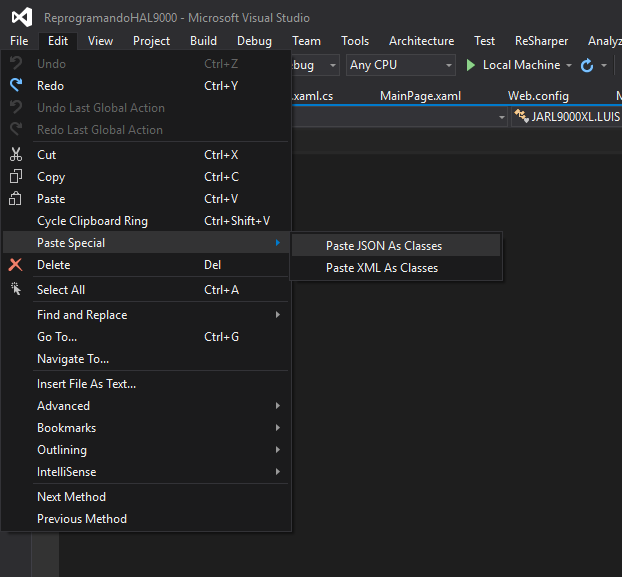 ReprogramandoHAL9000 - Microsoft Visual Studio
File Edit View Project Build Debug Team Tools Architecture Test ReSharper Analyz
Any CPU Local Machine
.xaml.cs MainPage.xaml Web.config
JARL9000XL.LUIS
Undo Ctrl+Z
Redo Ctrl+Y
Undo Last Global Action
Redo Last Global Action
Cut Ctrl+X
Copy Ctrl+C
Paste Ctrl+V
Cycle Clipboard Ring Ctrl+Shift+V
Paste Special
Paste JSON As Classes
Paste XML As Classes
Delete Del
Select All Ctrl+A
Find and Replace
Go To... Ctrl+G
Navigate To...
Insert File As Text...
Advanced
Bookmarks
Outlining
IntelliSense
Next Method
Previous Method